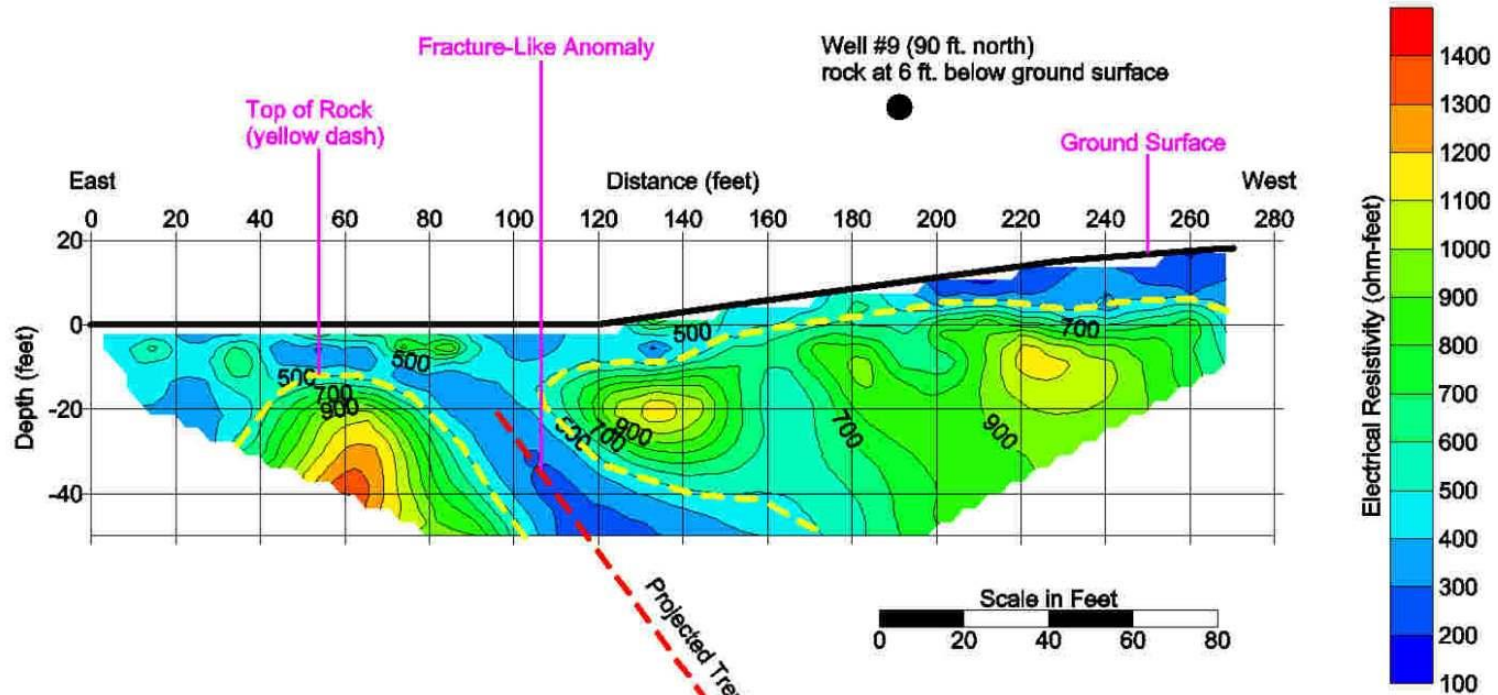 Fracture-Like Anomaly
Well #9 (90 ft. north)
rock at 6 ft. below ground surface
Top of Rock
(yellow dash)
Ground Surface
East
Distance (feet)
West
0 20 40 60 80 100 120 140 160 180 200 220 240 260 280
20
0
-20
-40
Depth (feet)
500
500
700
900
500
700
900
500
700
700
900
700
Projected
Scale in Feet
0 20 40 60 80
Electrical Resistivity (ohm-feet)
1400
1300
1200
1100
1000
900
800
700
600
500
400
300
200
100